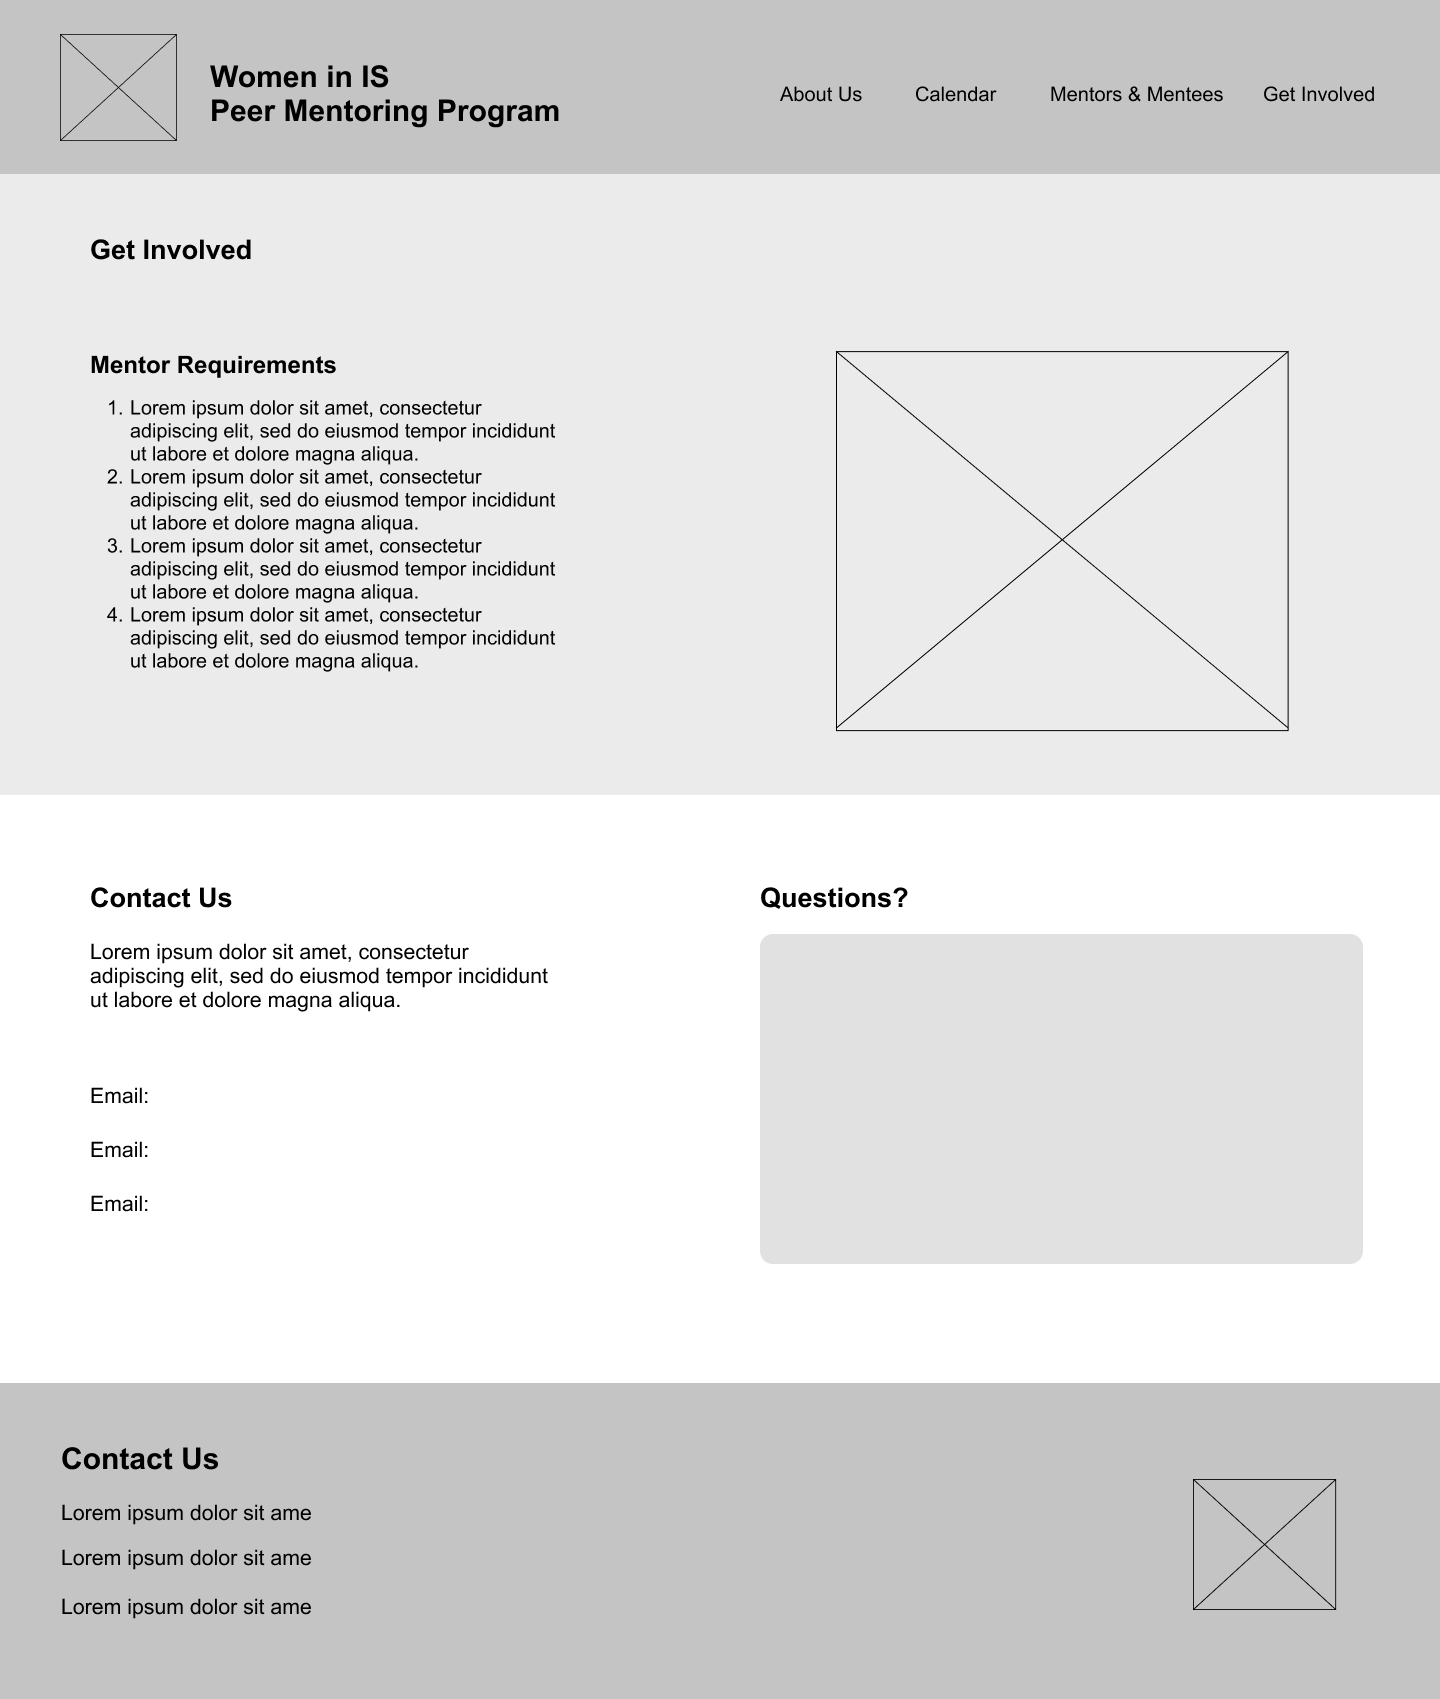 Women in IS
Peer Mentoring Program
About Us
Calendar
Mentors & Mentees
Get Involved
Get Involved
Mentor Requirements
1. Lorem ipsum dolor sit amet, consectetur
adipiscing elit, sed do eiusmod tempor incididunt
ut labore et dolore magna aliqua.
2. Lorem ipsum dolor sit amet, consectetur
adipiscing elit, sed do eiusmod tempor incididunt
ut labore et dolore magna aliqua.
3. Lorem ipsum dolor sit amet, consectetur
adipiscing elit, sed do eiusmod tempor incididunt
ut labore et dolore magna aliqua.
4. Lorem ipsum dolor sit amet, consectetur
adipiscing elit, sed do eiusmod tempor incididunt
ut labore et dolore magna aliqua.
Contact Us
Lorem ipsum dolor sit amet, consectetur
adipiscing elit, sed do eiusmod tempor incididunt
ut labore et dolore magna aliqua.
Email:
Email:
Email:
Questions?
Contact Us
Lorem ipsum dolor sit ame
Lorem ipsum dolor sit ame
Lorem ipsum dolor sit ame